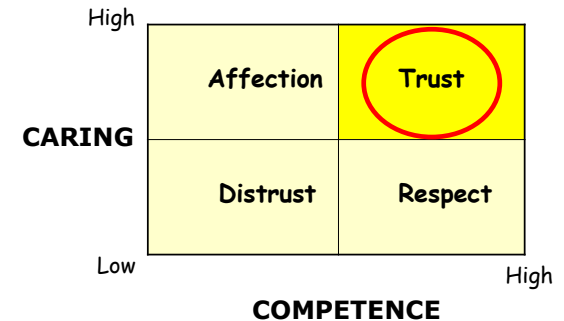 High
Affection Trust
CARING
Distrust Respect
Low
High
COMPETENCE